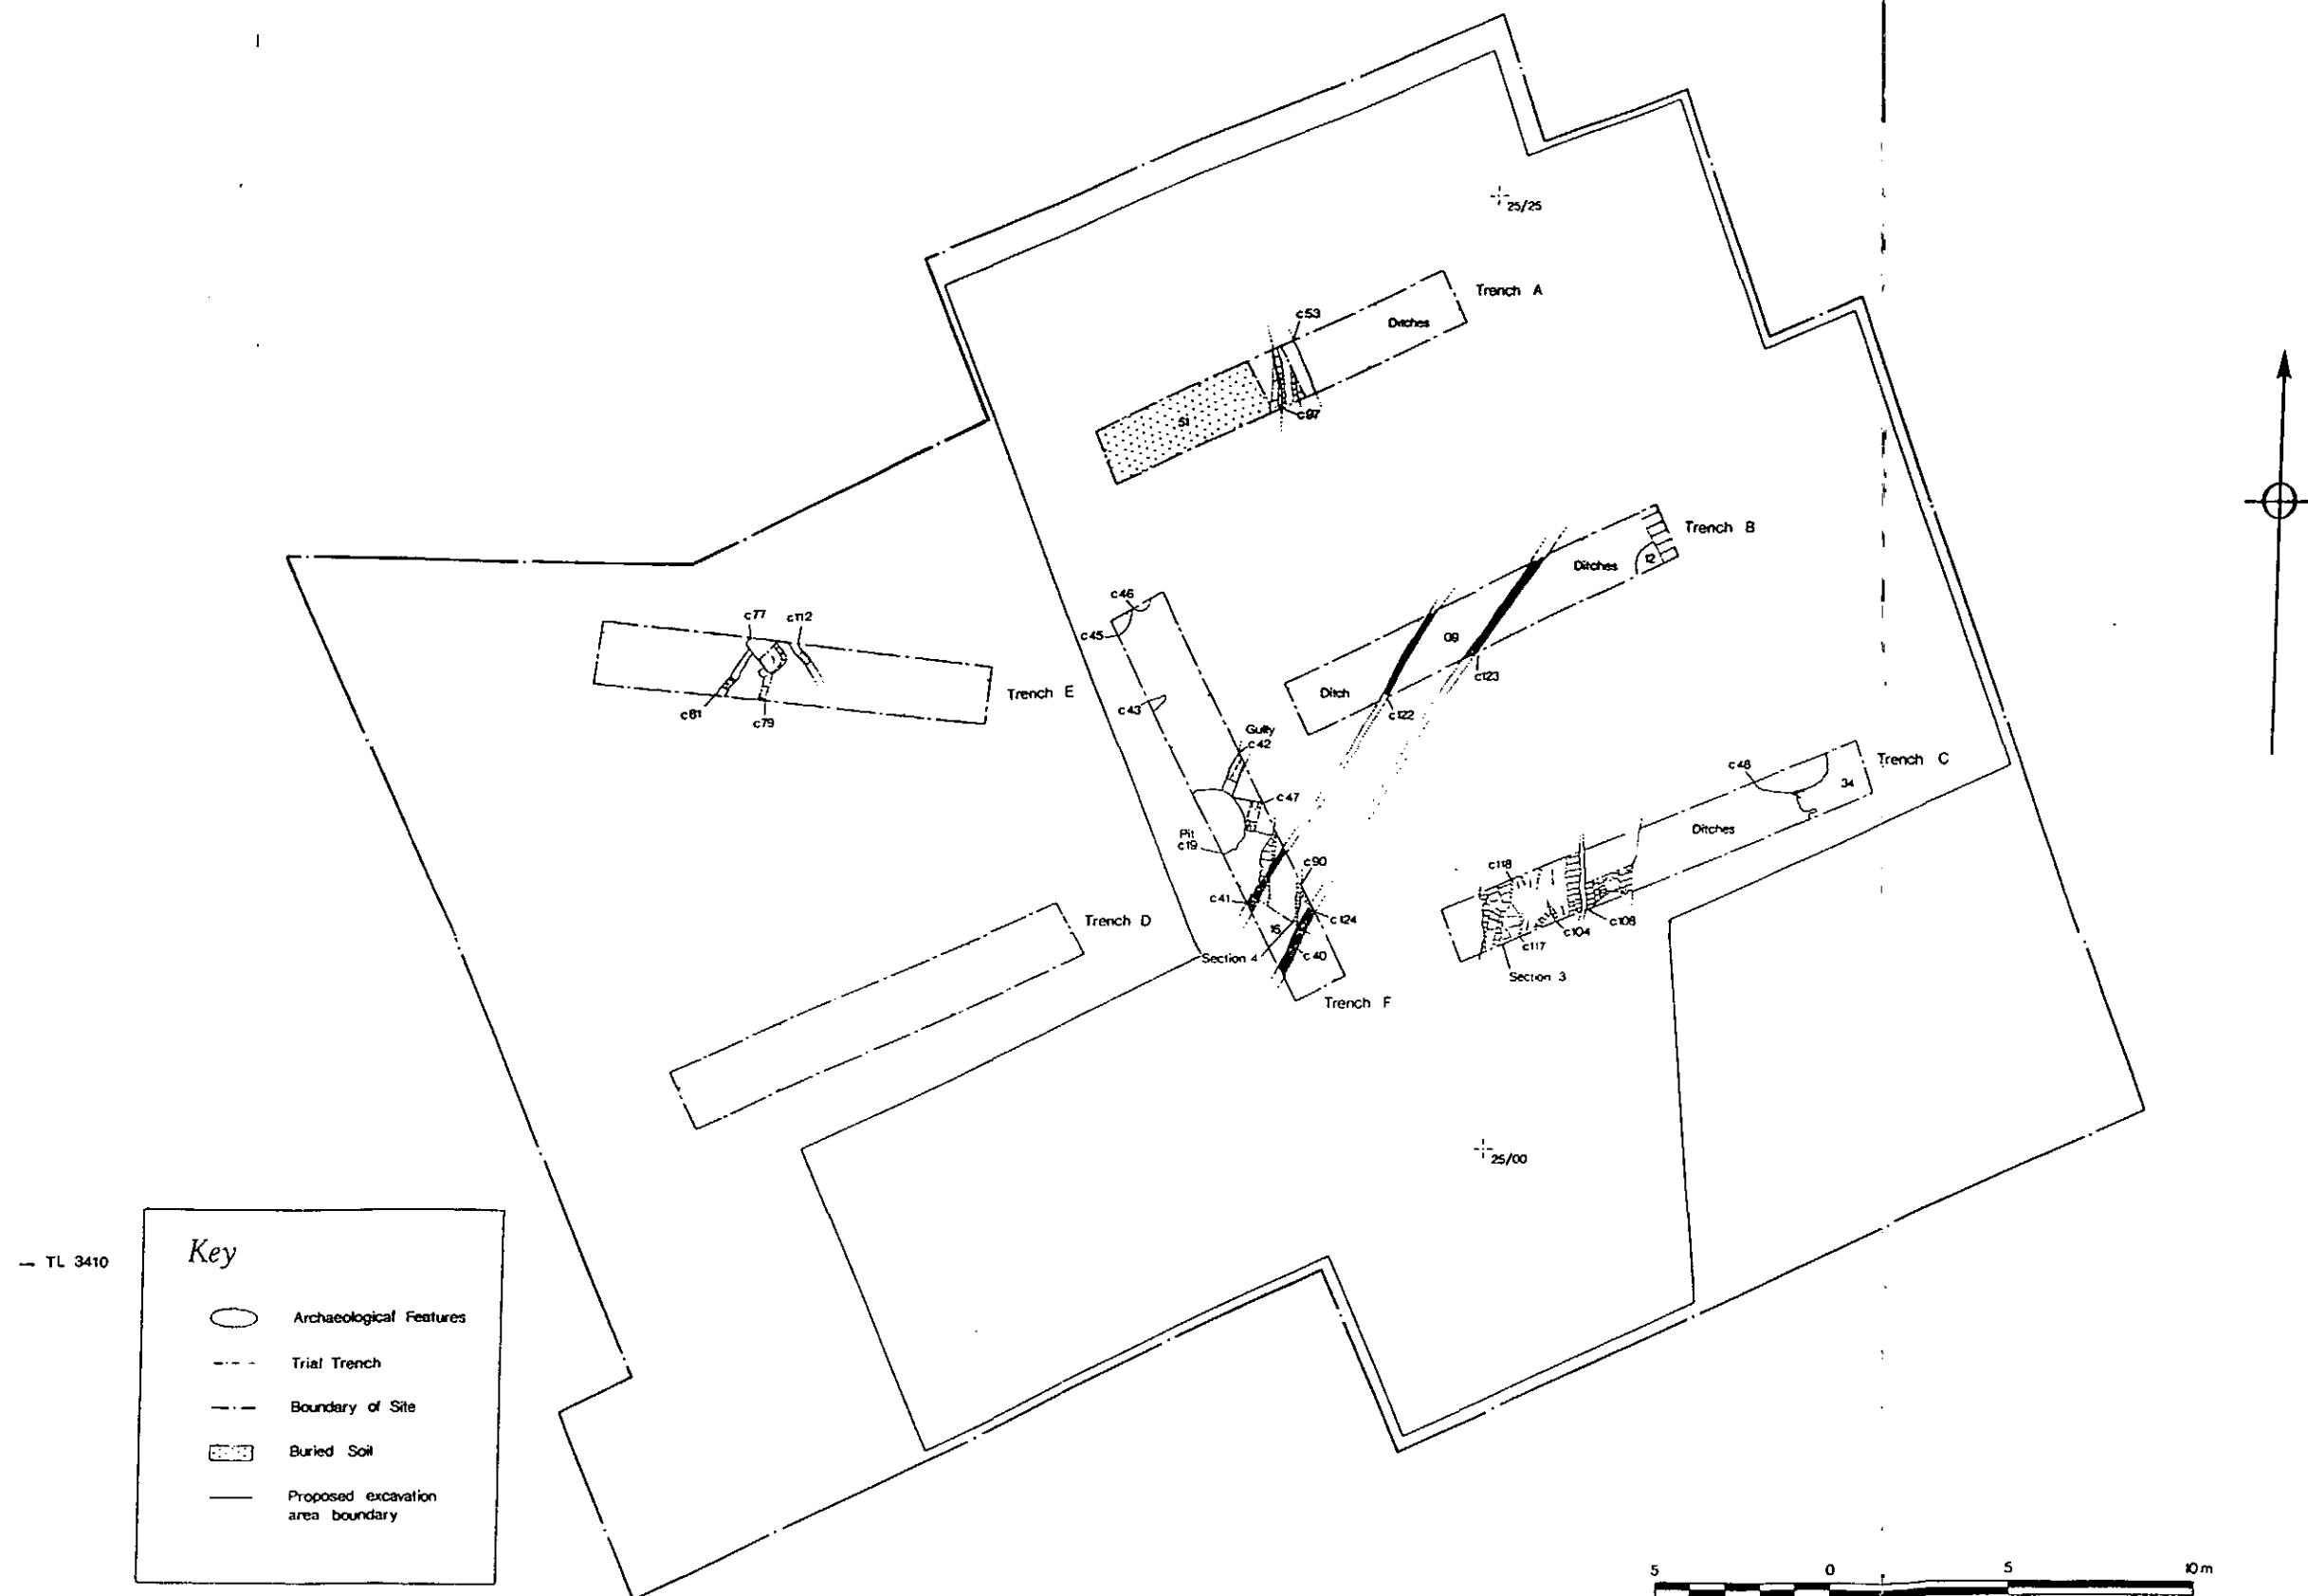 25/25
Trench A
c53
Ditches
51
c97
Trench B
Ditches
12
09
Ditch
c123
c122
c46
c45
c43
Gully
c42
c47
Pit
c19
c90
c41
c124
15
Section 4
c40
Trench F
c77
c112
Trench E
c81
c79
Trench C
c48
34
Ditches
c118
c108
c104
c117
Section 3
Trench D
25/00
TL 3410
Key
Archaeological Features
Trial Trench
Boundary of Site
Buried Soil
Proposed excavation
area boundary
5 0 5 10 m